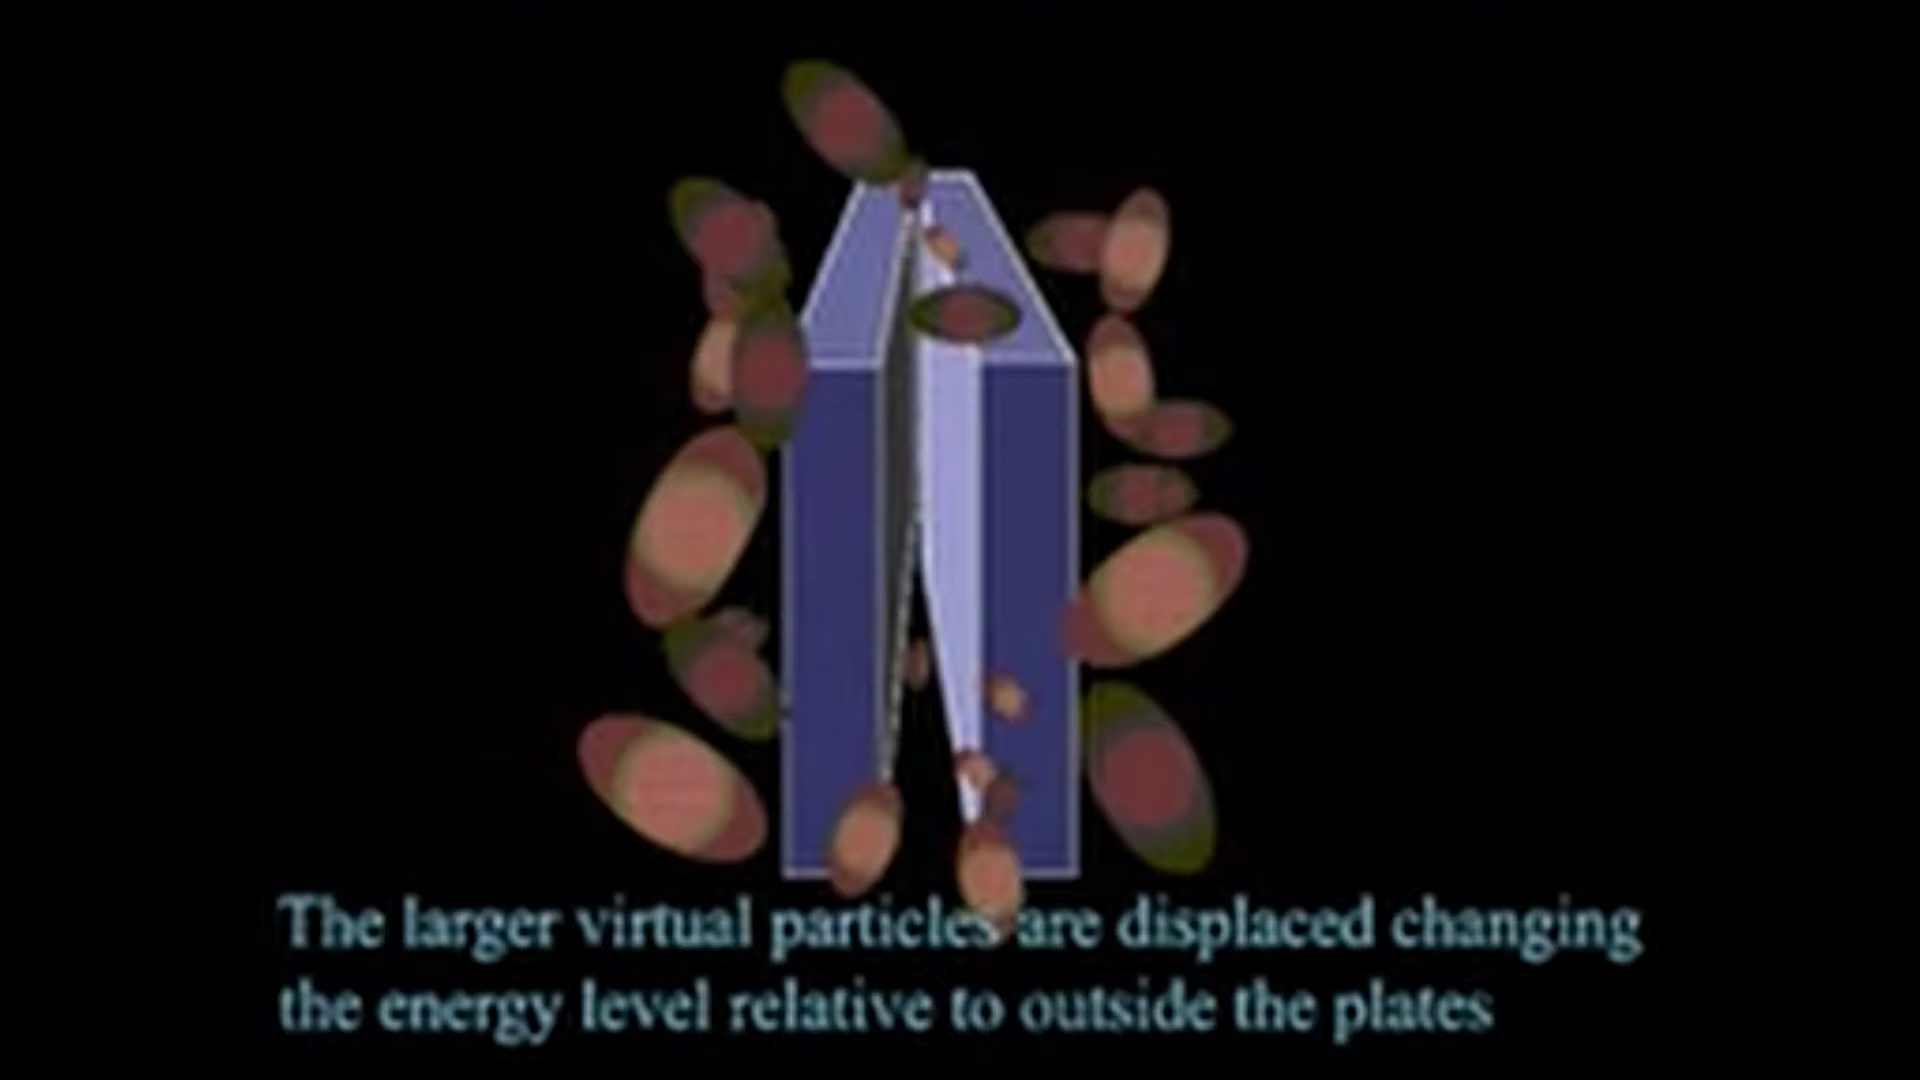 The larger virtual particles are displaced changing
the energy level relative to outside the plates